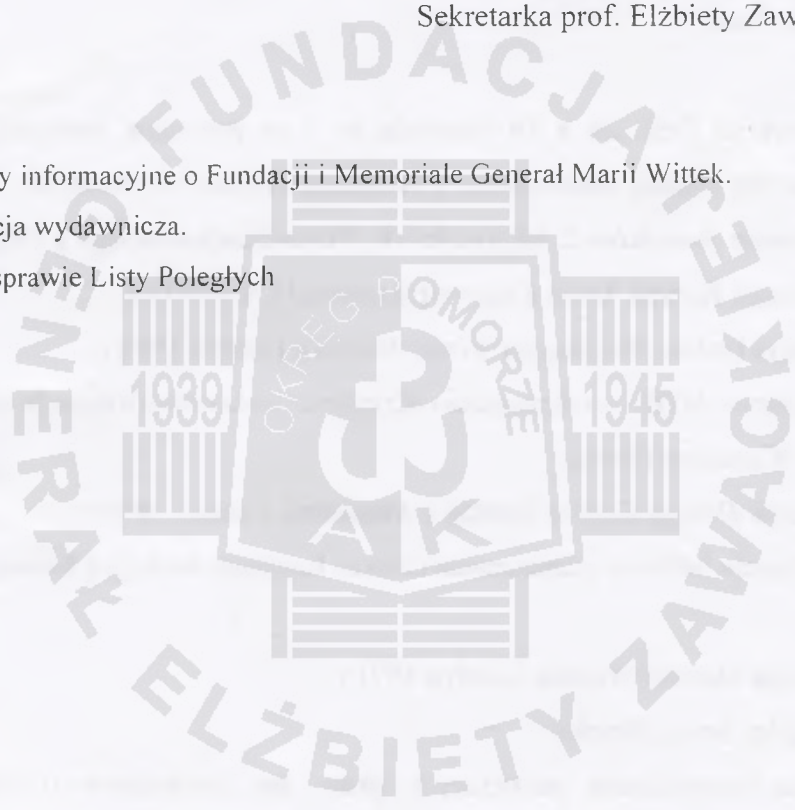 Sekretarka prof. Elżbiety Zaw
y informacyjne o Fundacji i Memoriale Generał Marii Wittek.
cja wydawnicza.
sprawie Listy Poległych
FUNDACJA GENERAŁ ELŻBIETY ZAWACKIEJ
OKRĘG POMORZE
1939
1945
AK